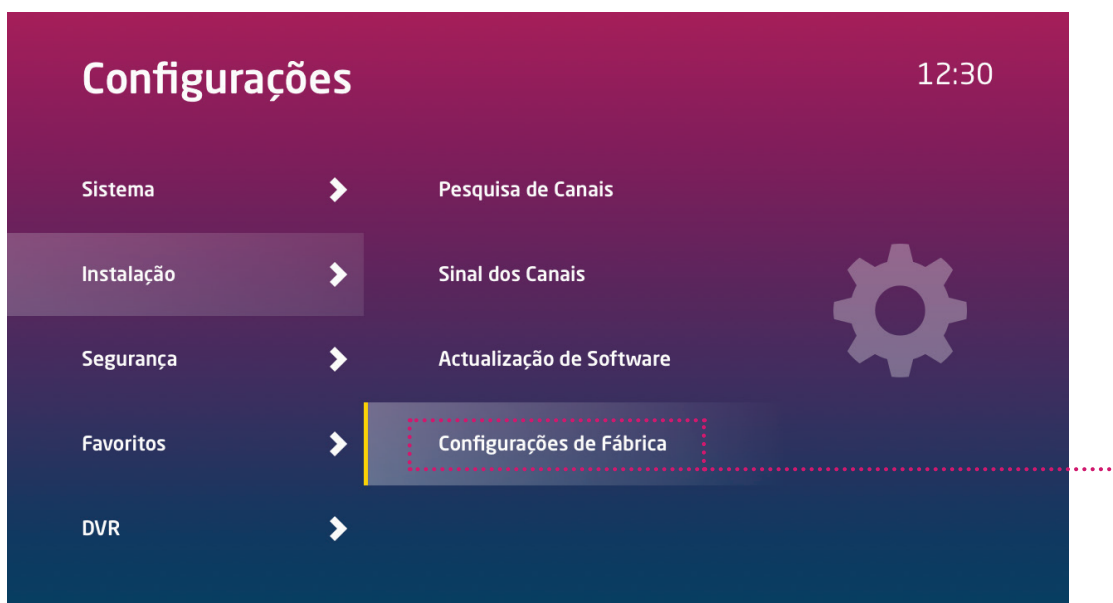 Configurações
12:30
Sistema
Pesquisa de Canais
Instalação
Sinal dos Canais
Segurança
Actualização de Software
Favoritos
Configurações de Fábrica
DVR